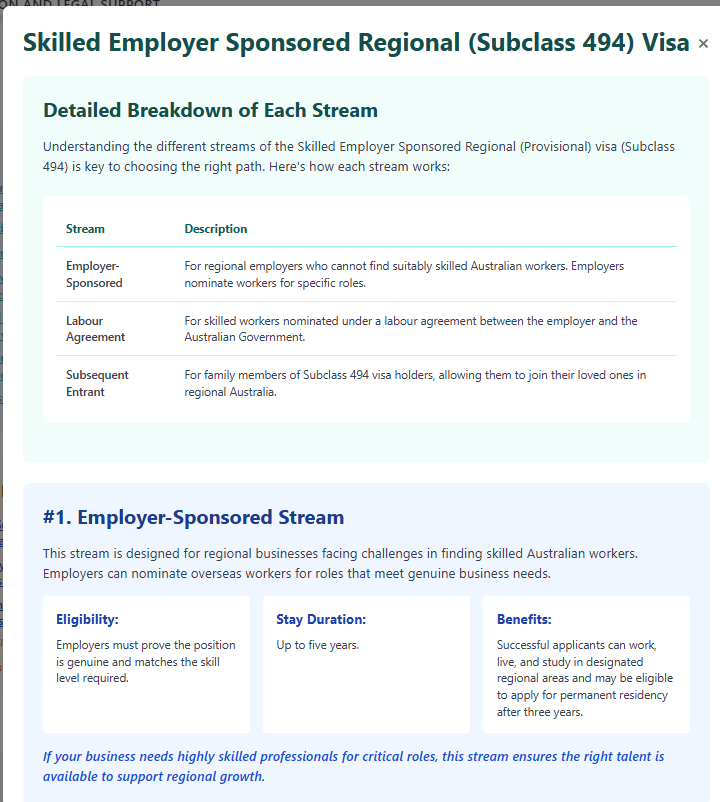 ON AND LEGAL SUPPORT
Skilled Employer Sponsored Regional (Subclass 494) Visa ×
Detailed Breakdown of Each Stream
Understanding the different streams of the Skilled Employer Sponsored Regional (Provisional) visa (Subclass
494) is key to choosing the right path. Here's how each stream works:
Stream Description
Employer-
Sponsored
For regional employers who cannot find suitably skilled Australian workers. Employers
nominate workers for specific roles.
Labour
Agreement
For skilled workers nominated under a labour agreement between the employer and the
Australian Government.
Subsequent
Entrant
For family members of Subclass 494 visa holders, allowing them to join their loved ones in
regional Australia.
#1. Employer-Sponsored Stream
This stream is designed for regional businesses facing challenges in finding skilled Australian workers.
Employers can nominate overseas workers for roles that meet genuine business needs.
Eligibility:
Employers must prove the position
is genuine and matches the skill
level required.
Stay Duration:
Up to five years.
Benefits:
Successful applicants can work,
live, and study in designated
regional areas and may be eligible
to apply for permanent residency
after three years.
If your business needs highly skilled professionals for critical roles, this stream ensures the right talent is
available to support regional growth.